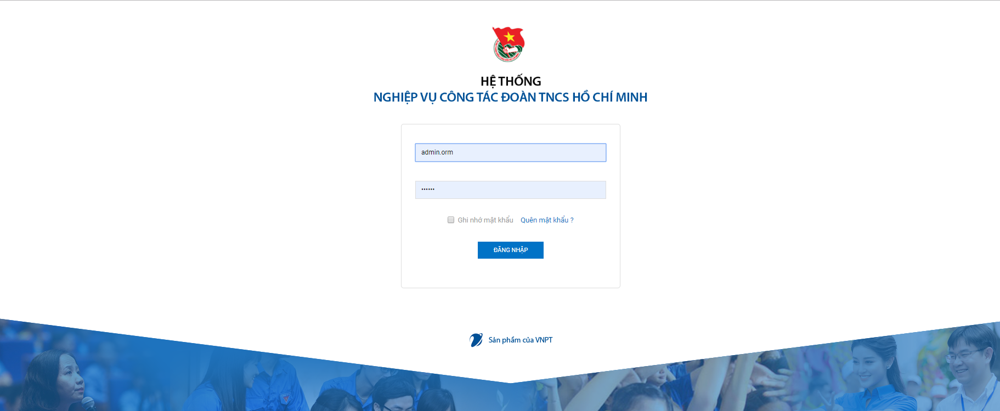 HỆ THỐNG
NGHIỆP VỤ CÔNG TÁC ĐOÀN TNCS HỒ CHÍ MINH
admin.orm
••••••
Ghi nhớ mật khẩu Quên mật khẩu ?
ĐĂNG NHẬP
Sản phẩm của VNPT